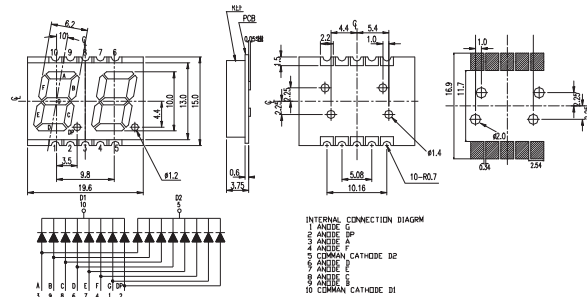 6.2
10
10 9 8 7 6
A
F B
G
E C
D DP
1 2 3 4 5
4.4
10.0
13.0
15.0
3.5
9.8
19.6
ø1.2
PCB
0.6
3.75
4.4 5.4
2.2 1.0
1.5
2.25
2.25
ø1.4
10-R0.7
5.08
10.16
1.0
16.9
11.7
2.25
2.25
ø2.0
0.34
2.54
D1
10
D2
5
A B C D E F G DP
3 9 8 6 7 4 1 2
INTERNAL CONNECTION DIAGRM
1 ANODE G
2 ANODE DP
3 ANODE A
4 ANODE F
5 COMMAN CATHODE D2
6 ANODE D
7 ANODE E
8 ANODE C
9 ANODE B
10 COMMAN CATHODE D1